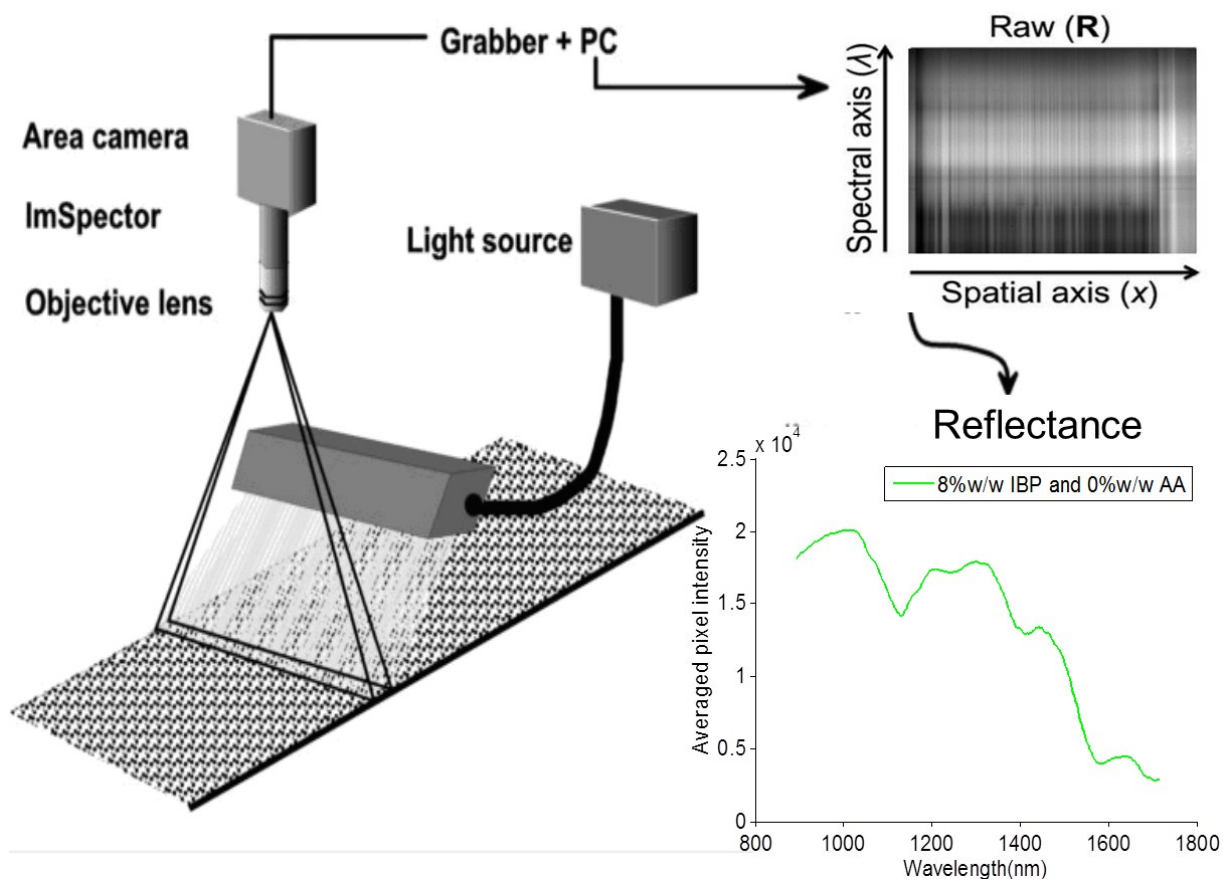 Grabber + PC
Area camera
ImSpector
Objective lens
Light source
Raw (R)
Spectral axis (λ)
Spatial axis (x)
Reflectance
x 10^4
8%w/w IBP and 0%w/w AA
Averaged pixel intensity
2.5
2
1.5
1
0.5
0
800 1000 1200 1400 1600 1800
Wavelength(nm)